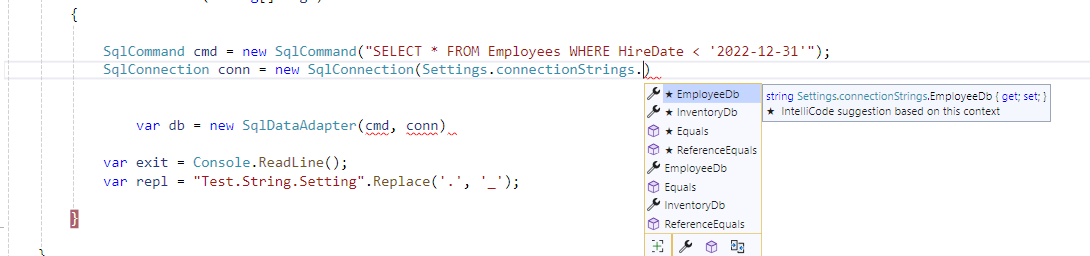 {
SqlCommand cmd = new SqlCommand("SELECT * FROM Employees WHERE HireDate < '2022-12-31'");
SqlConnection conn = new SqlConnection(Settings.connectionStrings.)
★ EmployeeDb
string Settings.connectionStrings.EmployeeDb { get; set; }
★ IntelliCode suggestion based on this context
★ InventoryDb
★ Equals
★ ReferenceEquals
EmployeeDb
Equals
InventoryDb
ReferenceEquals
var db = new SqlDataAdapter(cmd, conn)
var exit = Console.ReadLine();
var repl = "Test.String.Setting".Replace('.', '_');
}
}